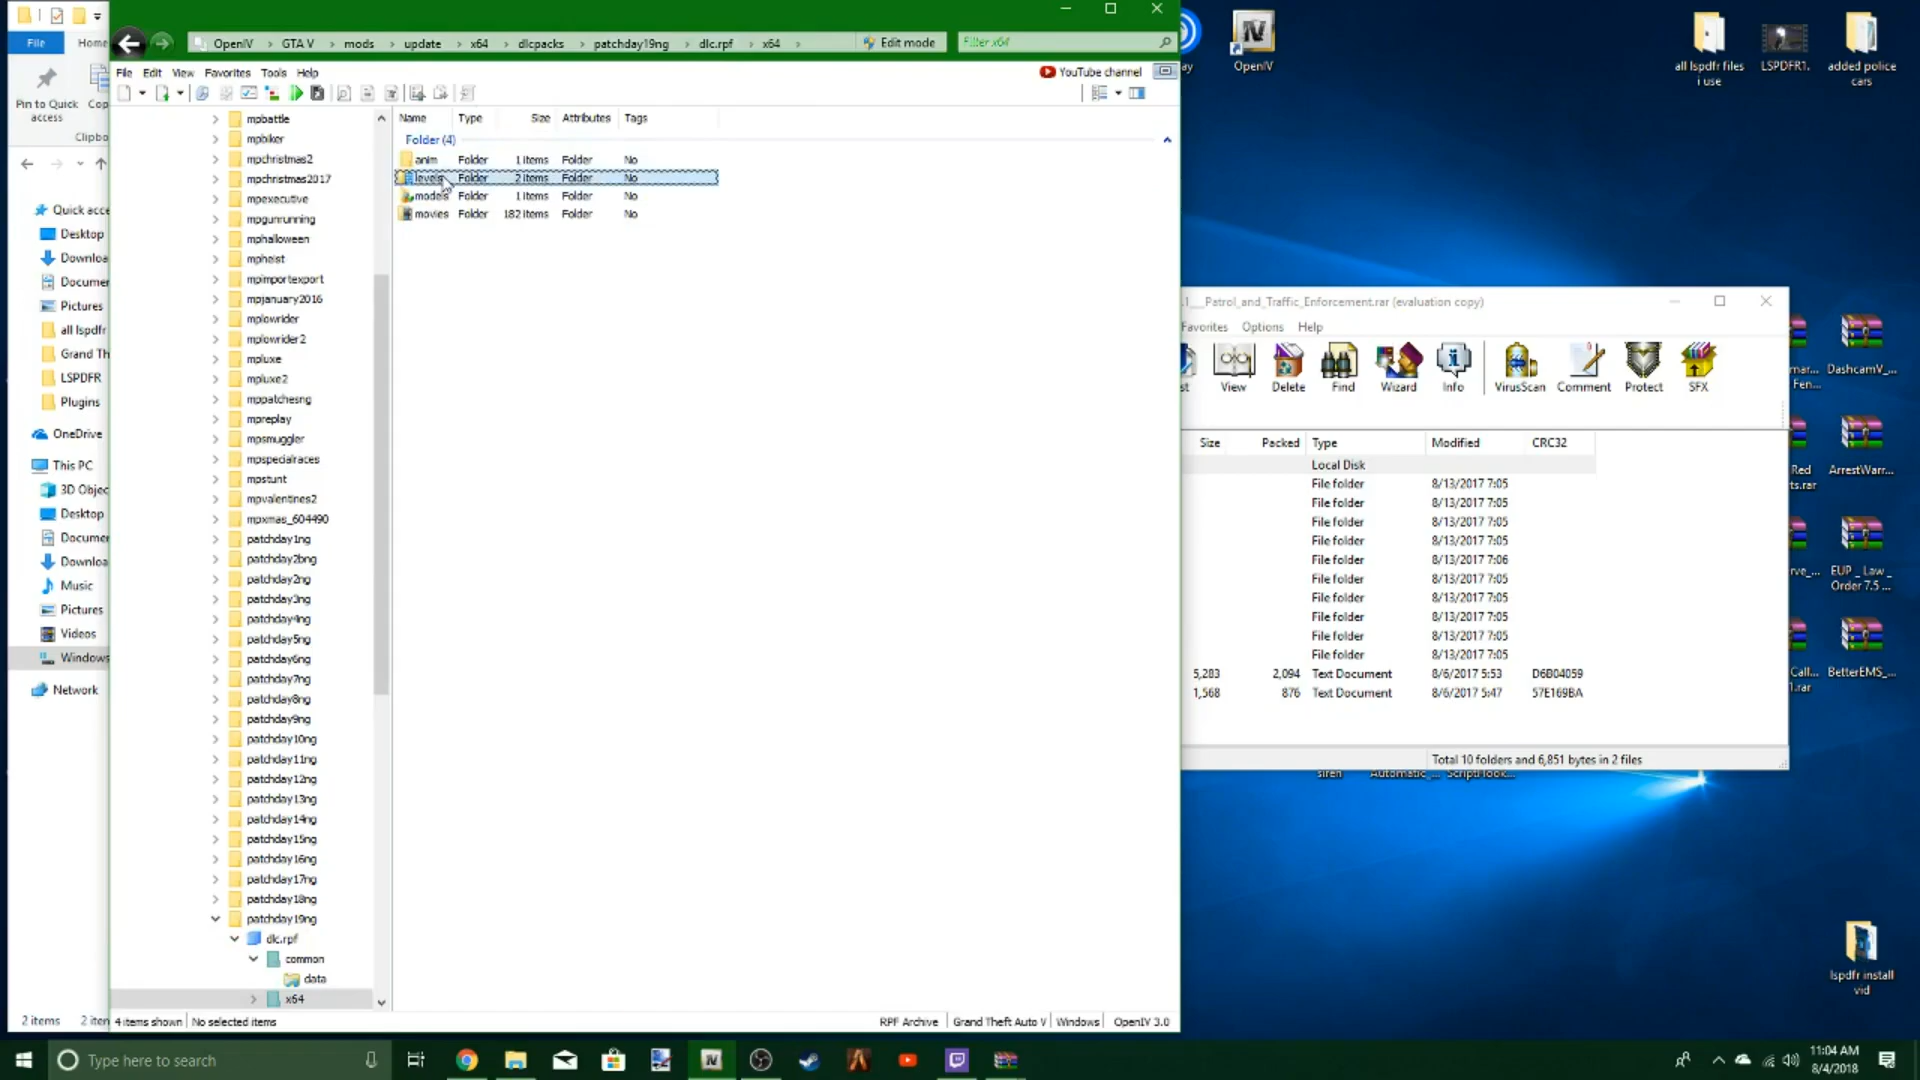 File
Home
Pin to Quick
access
Cop
Clipbo
Quick acce
Desktop
Downloa
Documer
Pictures
all lspdfr
Grand Th
LSPDFR
Plugins
OneDrive
This PC
3D Objec
Desktop
Documer
Downloa
Music
Pictures
Videos
Windows
Network
2 items
2 iten
OpenIV
GTA V
mods
update
x64
dlcpacks
patchday19ng
dlc.rpf
x64
Edit mode
Filter x64
File Edit View Favorites Tools Help
YouTube channel
mpbattle
mpbiker
mpchristmas2
mpchristmas2017
mpexecutive
mpgunrunning
mphalloween
mpheist
mpimportexport
mpjanuary2016
mplowrider
mplowrider2
mpluxe
mpluxe2
mppatchesng
mpreplay
mpsmuggler
mpspecialraces
mpstunt
mpvalentines2
mpxmas_604490
patchday1ng
patchday2bng
patchday2ng
patchday3ng
patchday4ng
patchday5ng
patchday6ng
patchday7ng
patchday8ng
patchday9ng
patchday10ng
patchday11ng
patchday12ng
patchday13ng
patchday14ng
patchday15ng
patchday16ng
patchday17ng
patchday18ng
patchday19ng
dlc.rpf
common
data
x64
Name Type Size Attributes Tags
Folder (4)
anim Folder 1 Items Folder No
levels Folder 2 Items Folder No
models Folder 1 Items Folder No
movies Folder 182 Items Folder No
4 items shown
No selected items
RPF Archive
Grand Theft Auto V
Windows
OpenIV 3.0
ay
OpenIV
all lspdfr files
i use
LSPDFR1.
added police
cars
.1___Patrol_and_Traffic_Enforcement.rar (evaluation copy)
Favorites Options Help
st
View
Delete
Find
Wizard
Info
VirusScan
Comment
Protect
SFX
Size Packed Type Modified CRC32
Local Disk
File folder 8/13/2017 7:05
File folder 8/13/2017 7:05
File folder 8/13/2017 7:05
File folder 8/13/2017 7:05
File folder 8/13/2017 7:06
File folder 8/13/2017 7:05
File folder 8/13/2017 7:05
File folder 8/13/2017 7:05
File folder 8/13/2017 7:05
File folder 8/13/2017 7:05
5,283 2,094 Text Document 8/6/2017 5:53 D6B04059
1,568 876 Text Document 8/6/2017 5:47 57E169BA
Total 10 folders and 6,851 bytes in 2 files
siren
Automatic_...
ScriptHook...
mar...
Fen...
DashcamV_...
Red
ts.rar
ArrestWarr...
rve_...
EUP _ Law _
Order 7.5 ...
Call...
1.rar
BetterEMS_...
lspdfr install
vid
Type here to search
11:04 AM
8/4/2018